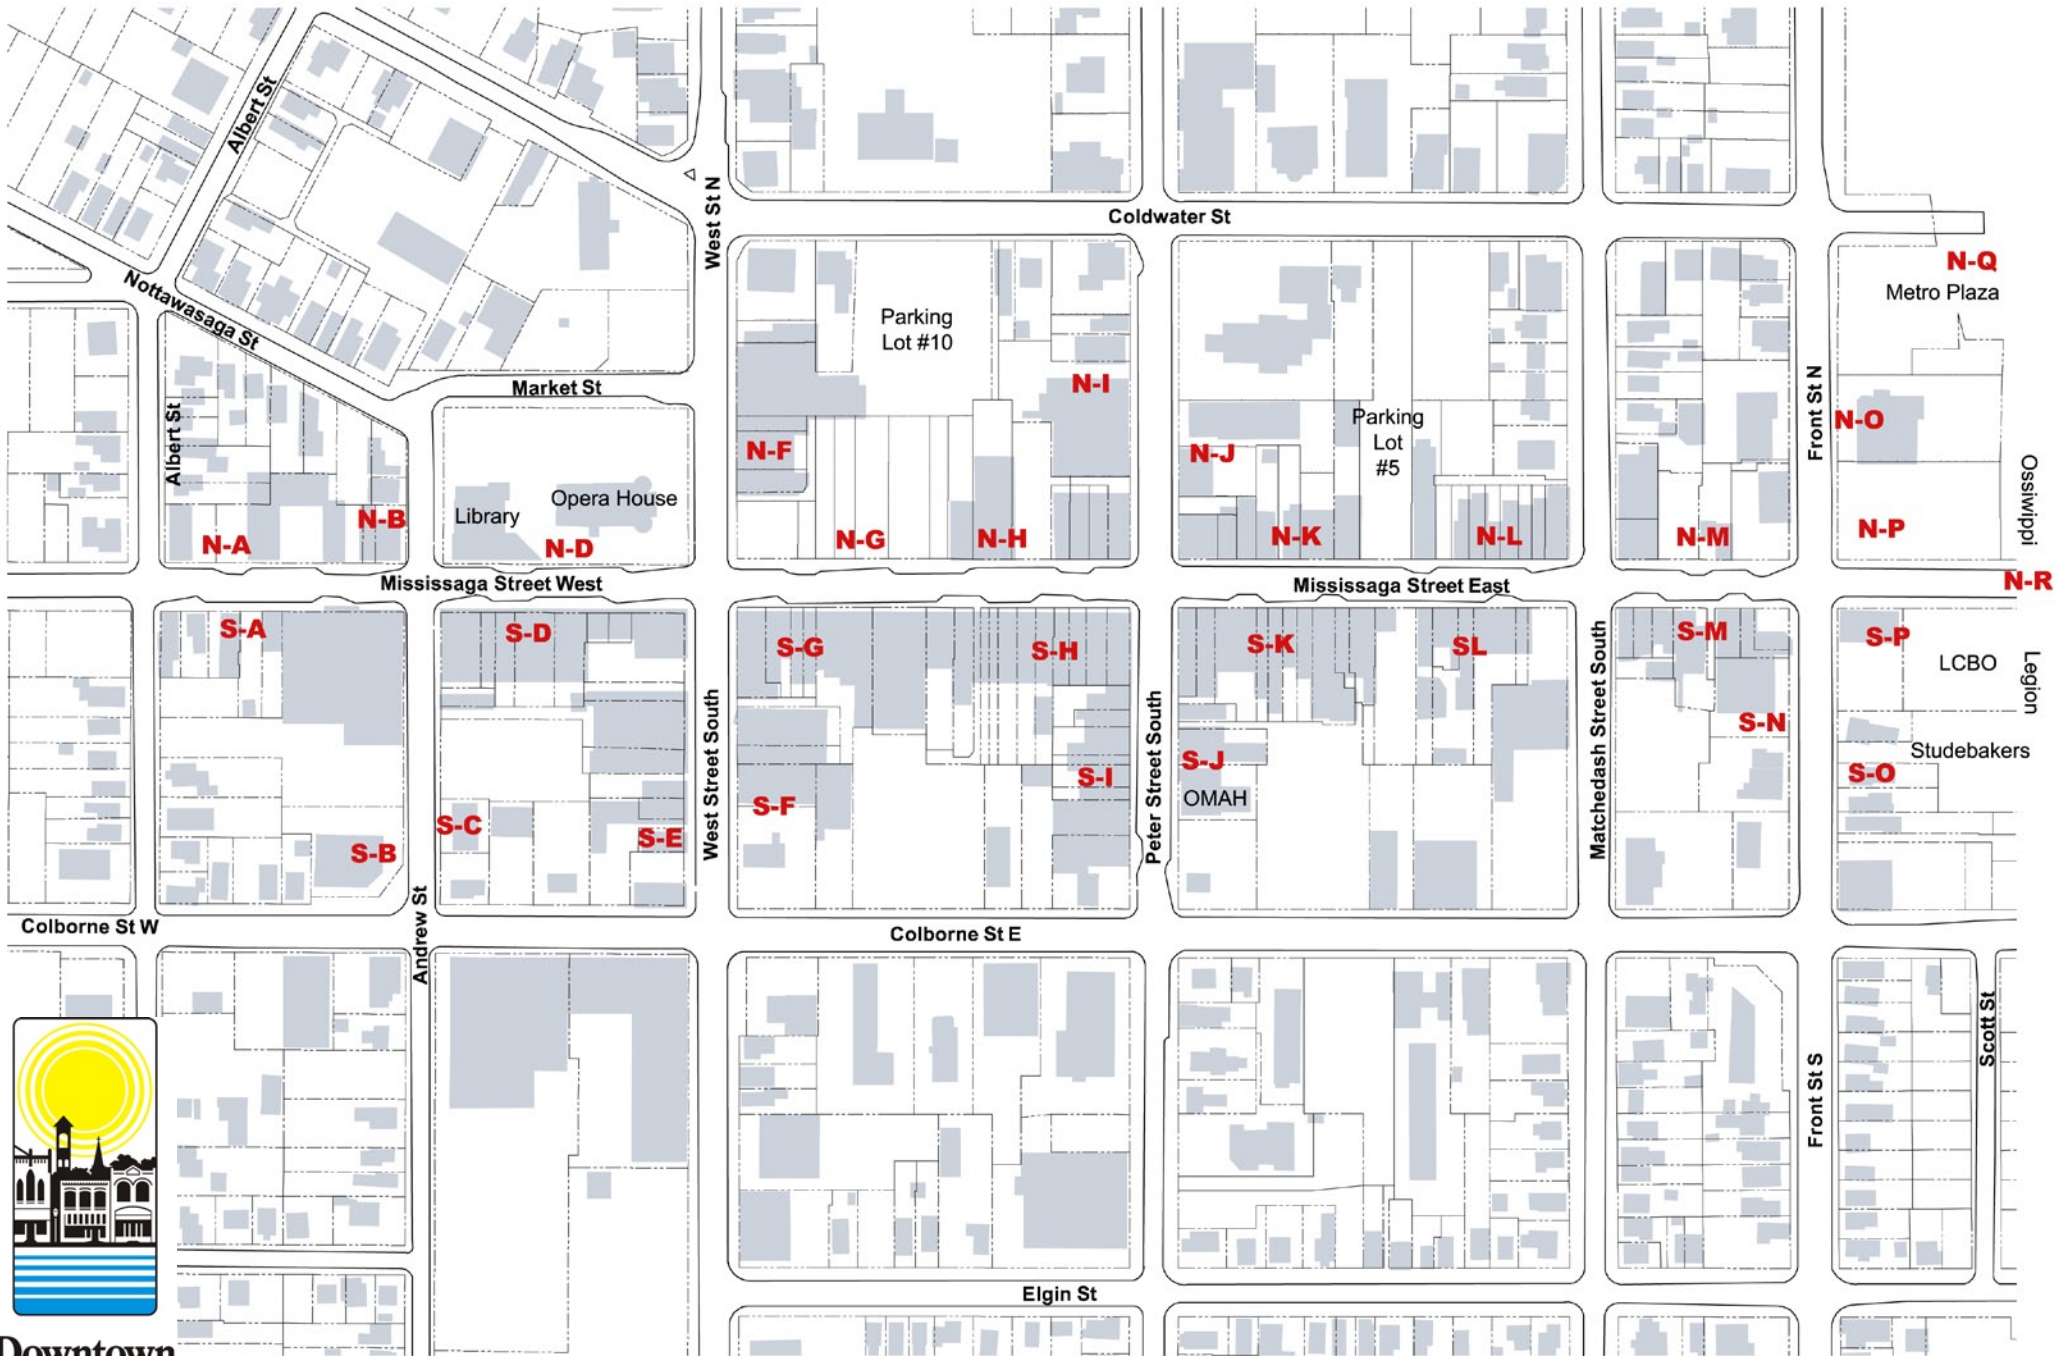 Albert St
West St N
Coldwater St
N-Q
Metro Plaza
Nottawasaga St
Parking
Lot #10
Market St
N-I
Front St N
Albert St
N-F
N-J
Parking
Lot
#5
N-O
Ossiwippi
Library
Opera House
N-A
N-B
N-D
N-G
N-H
N-K
N-L
N-M
N-P
Mississaga Street West
Mississaga Street East
N-R
S-A
S-D
S-G
S-H
S-K
SL
S-M
S-P
LCBO
Legion
West Street South
Peter Street South
Matchedash Street South
S-N
Studebakers
S-J
S-I
S-O
OMAH
S-F
S-C
S-E
S-B
Andrew St
Colborne St W
Colborne St E
Scott St
Front St S
Elgin St
Downtown